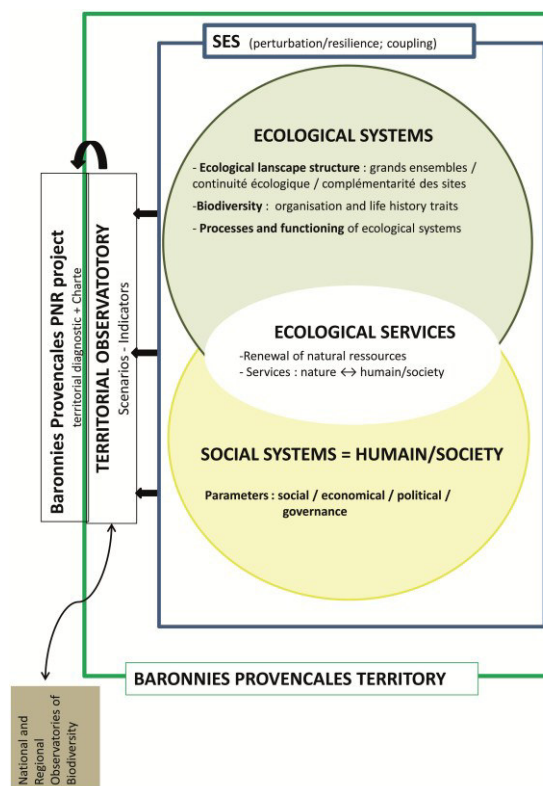 SES (perturbation/resilience; coupling)
ECOLOGICAL SYSTEMS
- Ecological lanscape structure : grands ensembles /
continuité écologique / complémentarité des sites
-Biodiversity : organisation and life history traits
- Processes and functioning of ecological systems
ECOLOGICAL SERVICES
-Renewal of natural ressources
- Services : nature ↔ humain/society
SOCIAL SYSTEMS = HUMAIN/SOCIETY
Parameters : social / economical / political /
governance
Baronnies Provencales PNR project
territorial diagnostic + Charte
TERRITORIAL OBSERVATOTORY
Scenarios - Indicators
BARONNIES PROVENCALES TERRITORY
National and
Regional
Observatories of
Biodiversity